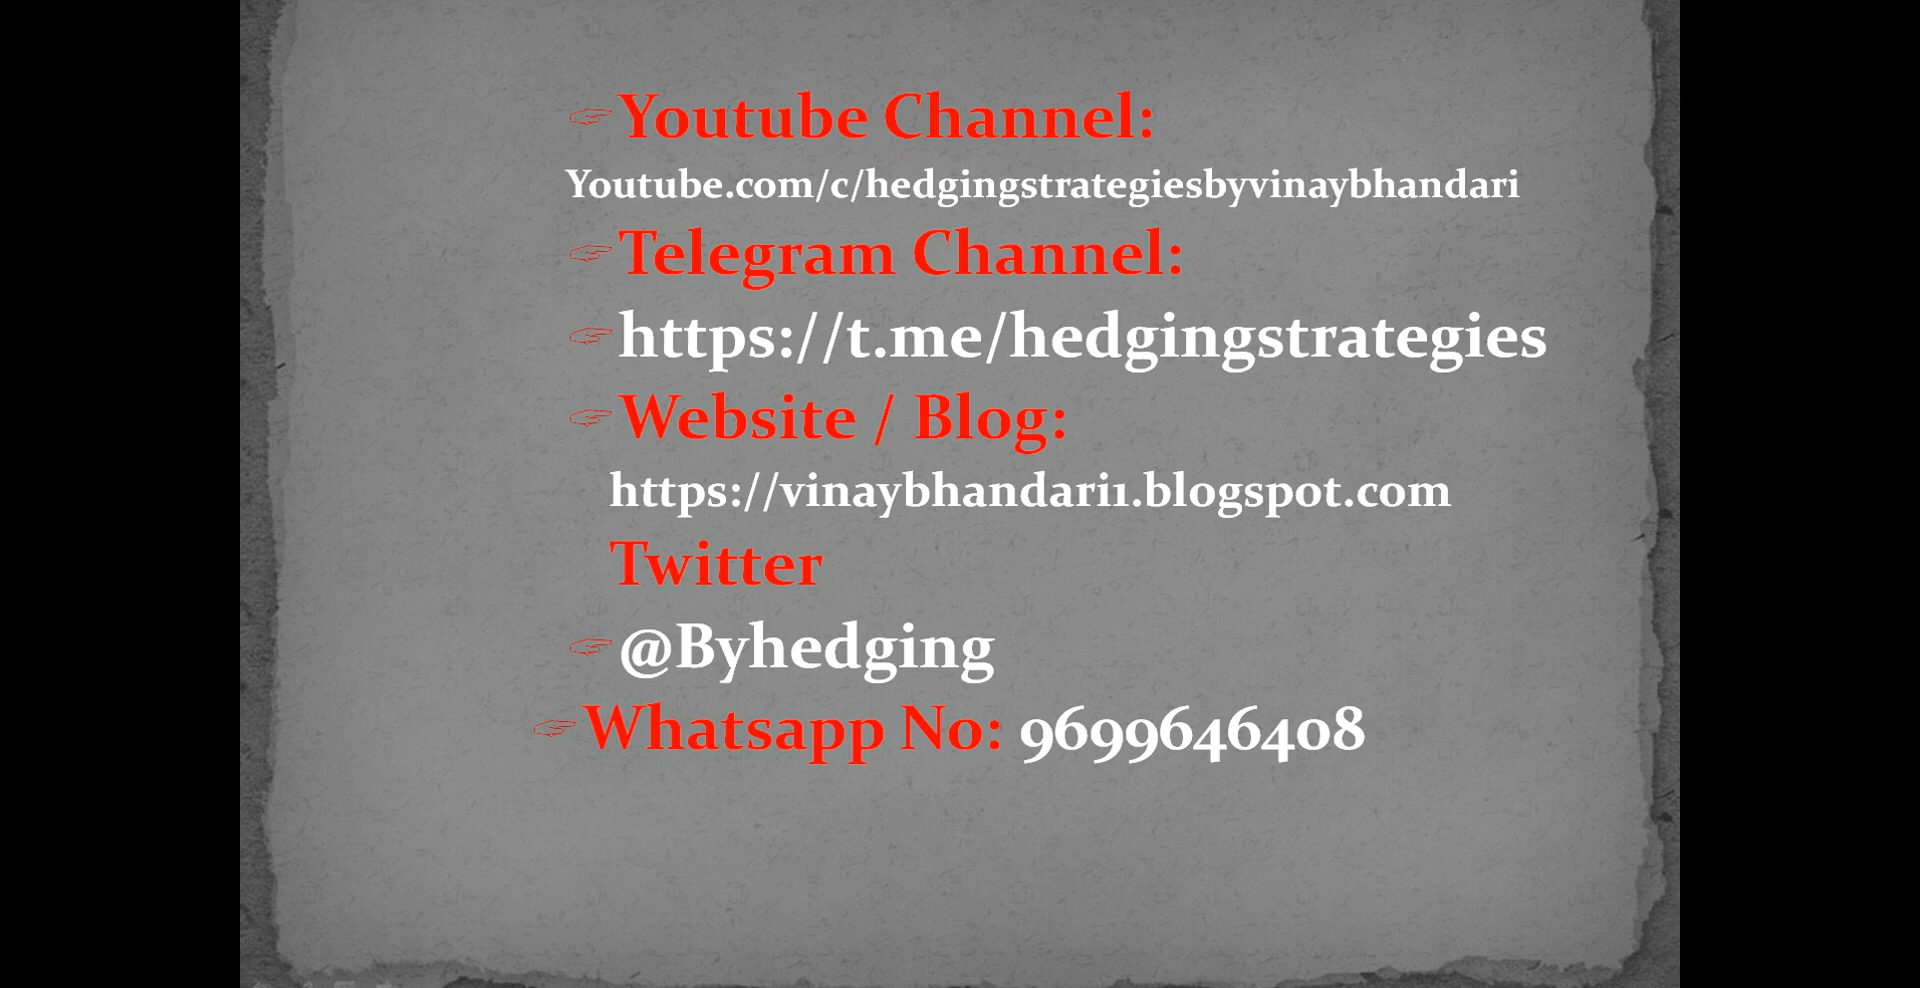 Youtube Channel:
Youtube.com/c/hedgingstrategiesbyvinaybhandari
Telegram Channel:
https://t.me/hedgingstrategies
Website / Blog:
https://vinaybhandari1.blogspot.com
Twitter
@Byhedging
Whatsapp No: 9699646408